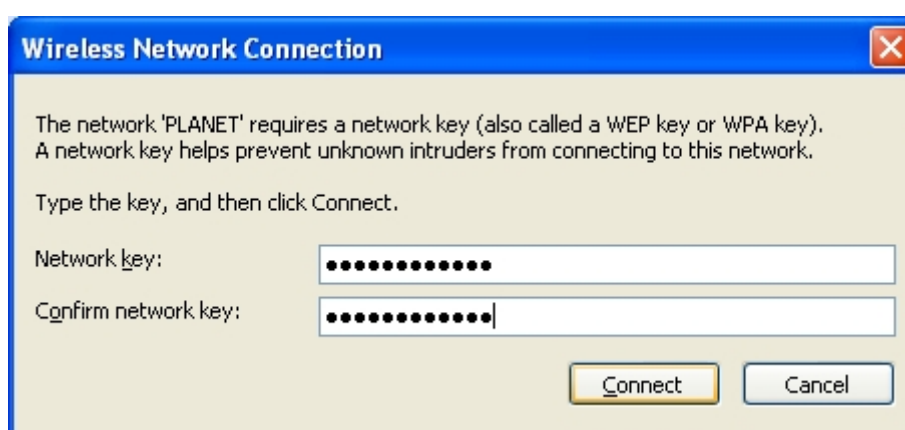 Wireless Network Connection
The network 'PLANET' requires a network key (also called a WEP key or WPA key).
A network key helps prevent unknown intruders from connecting to this network.
Type the key, and then click Connect.
Network key: ●●●●●●●●●●●●
Confirm network key: ●●●●●●●●●●●●
Connect Cancel